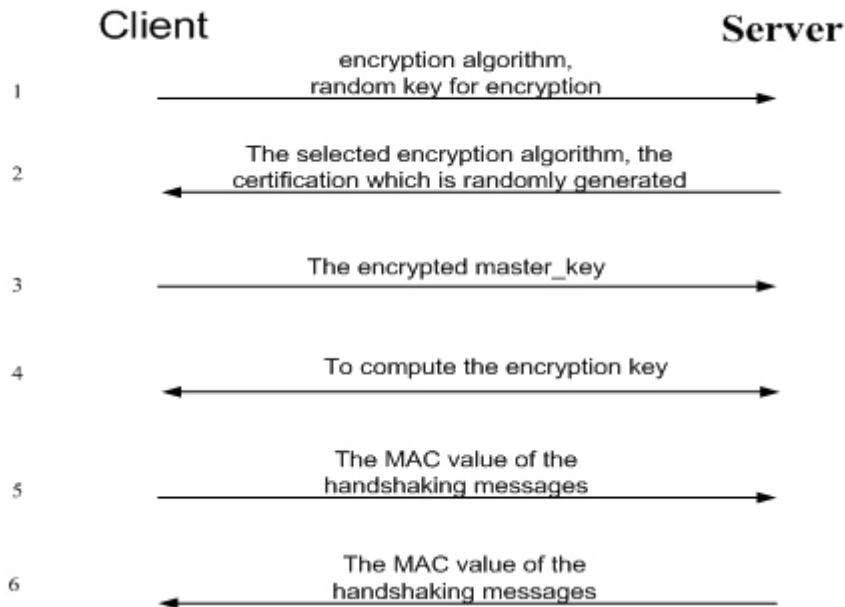 Client
Server
1
encryption algorithm,
random key for encryption
2
The selected encryption algorithm, the
certification which is randomly generated
3
The encrypted master_key
4
To compute the encryption key
5
The MAC value of the
handshaking messages
6
The MAC value of the
handshaking messages